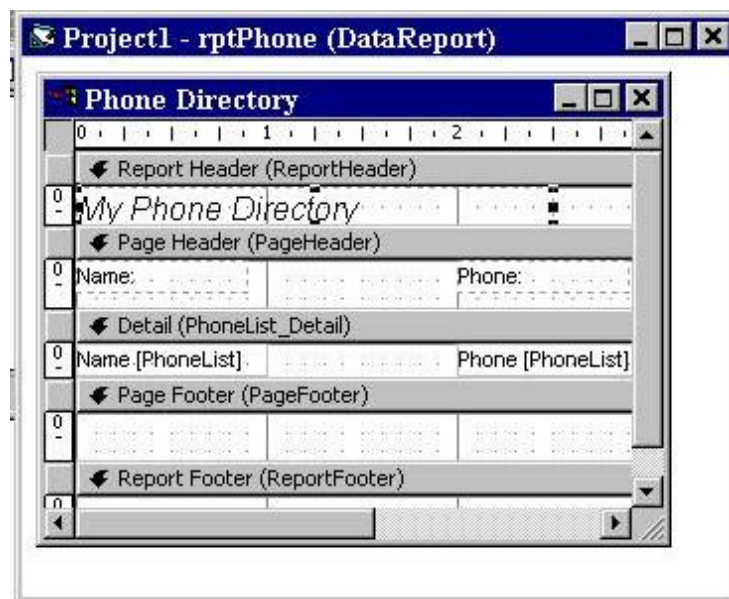 Project1 - rptPhone (DataReport)
Phone Directory
0 1 2
Report Header (ReportHeader)
0
My Phone Directory
Page Header (PageHeader)
0
Name: Phone:
Detail (PhoneList_Detail)
0
Name [PhoneList] Phone [PhoneList]
Page Footer (PageFooter)
0
Report Footer (ReportFooter)
0